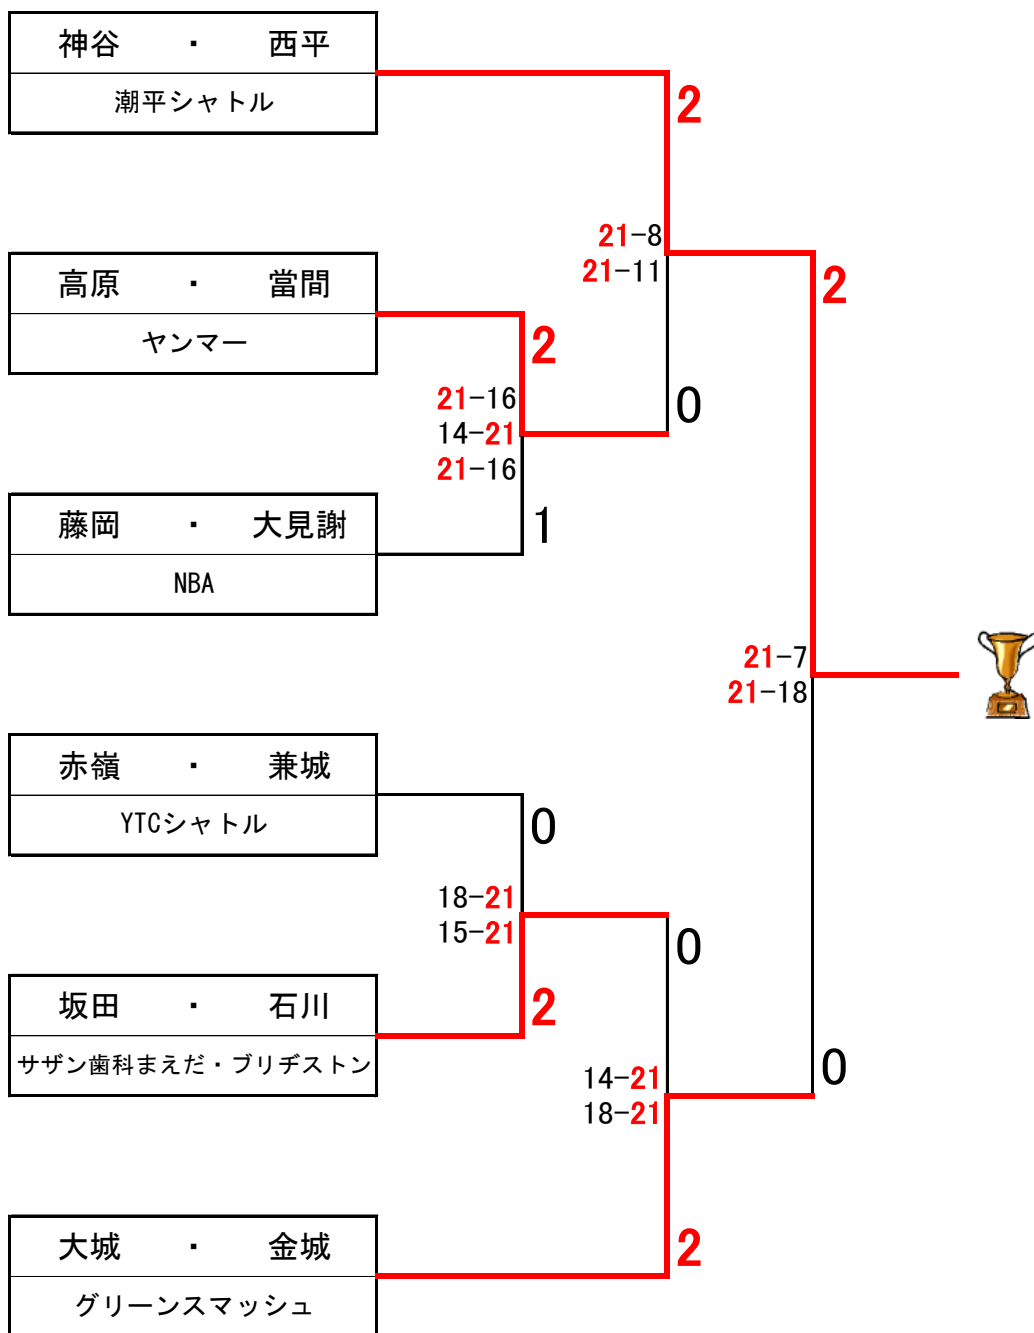 神谷 ・ 西平
潮平シャトル
2
21-8
21-11
高原 ・ 當間
ヤンマー
2
2
0
21-16
14-21
21-16
藤岡 ・ 大見謝
NBA
1
21-7
21-18
赤嶺 ・ 兼城
YTCシャトル
0
18-21
15-21
0
坂田 ・ 石川
サザン歯科まえだ・ブリヂストン
2
0
14-21
18-21
大城 ・ 金城
グリーンスマッシュ
2